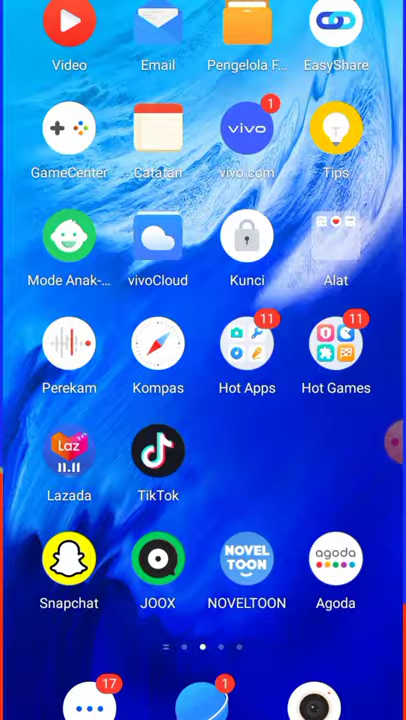 Video Email Pengelola F... EasyShare
1
vivo
GameCenter Catatan vivo.com Tips
Mode Anak-... vivoCloud Kunci Alat
11 11
Perekam Kompas Hot Apps Hot Games
Laz
11.11
Lazada TikTok
NOVEL
TOON
agoda
Snapchat JOOX NOVELTOON Agoda
17 1